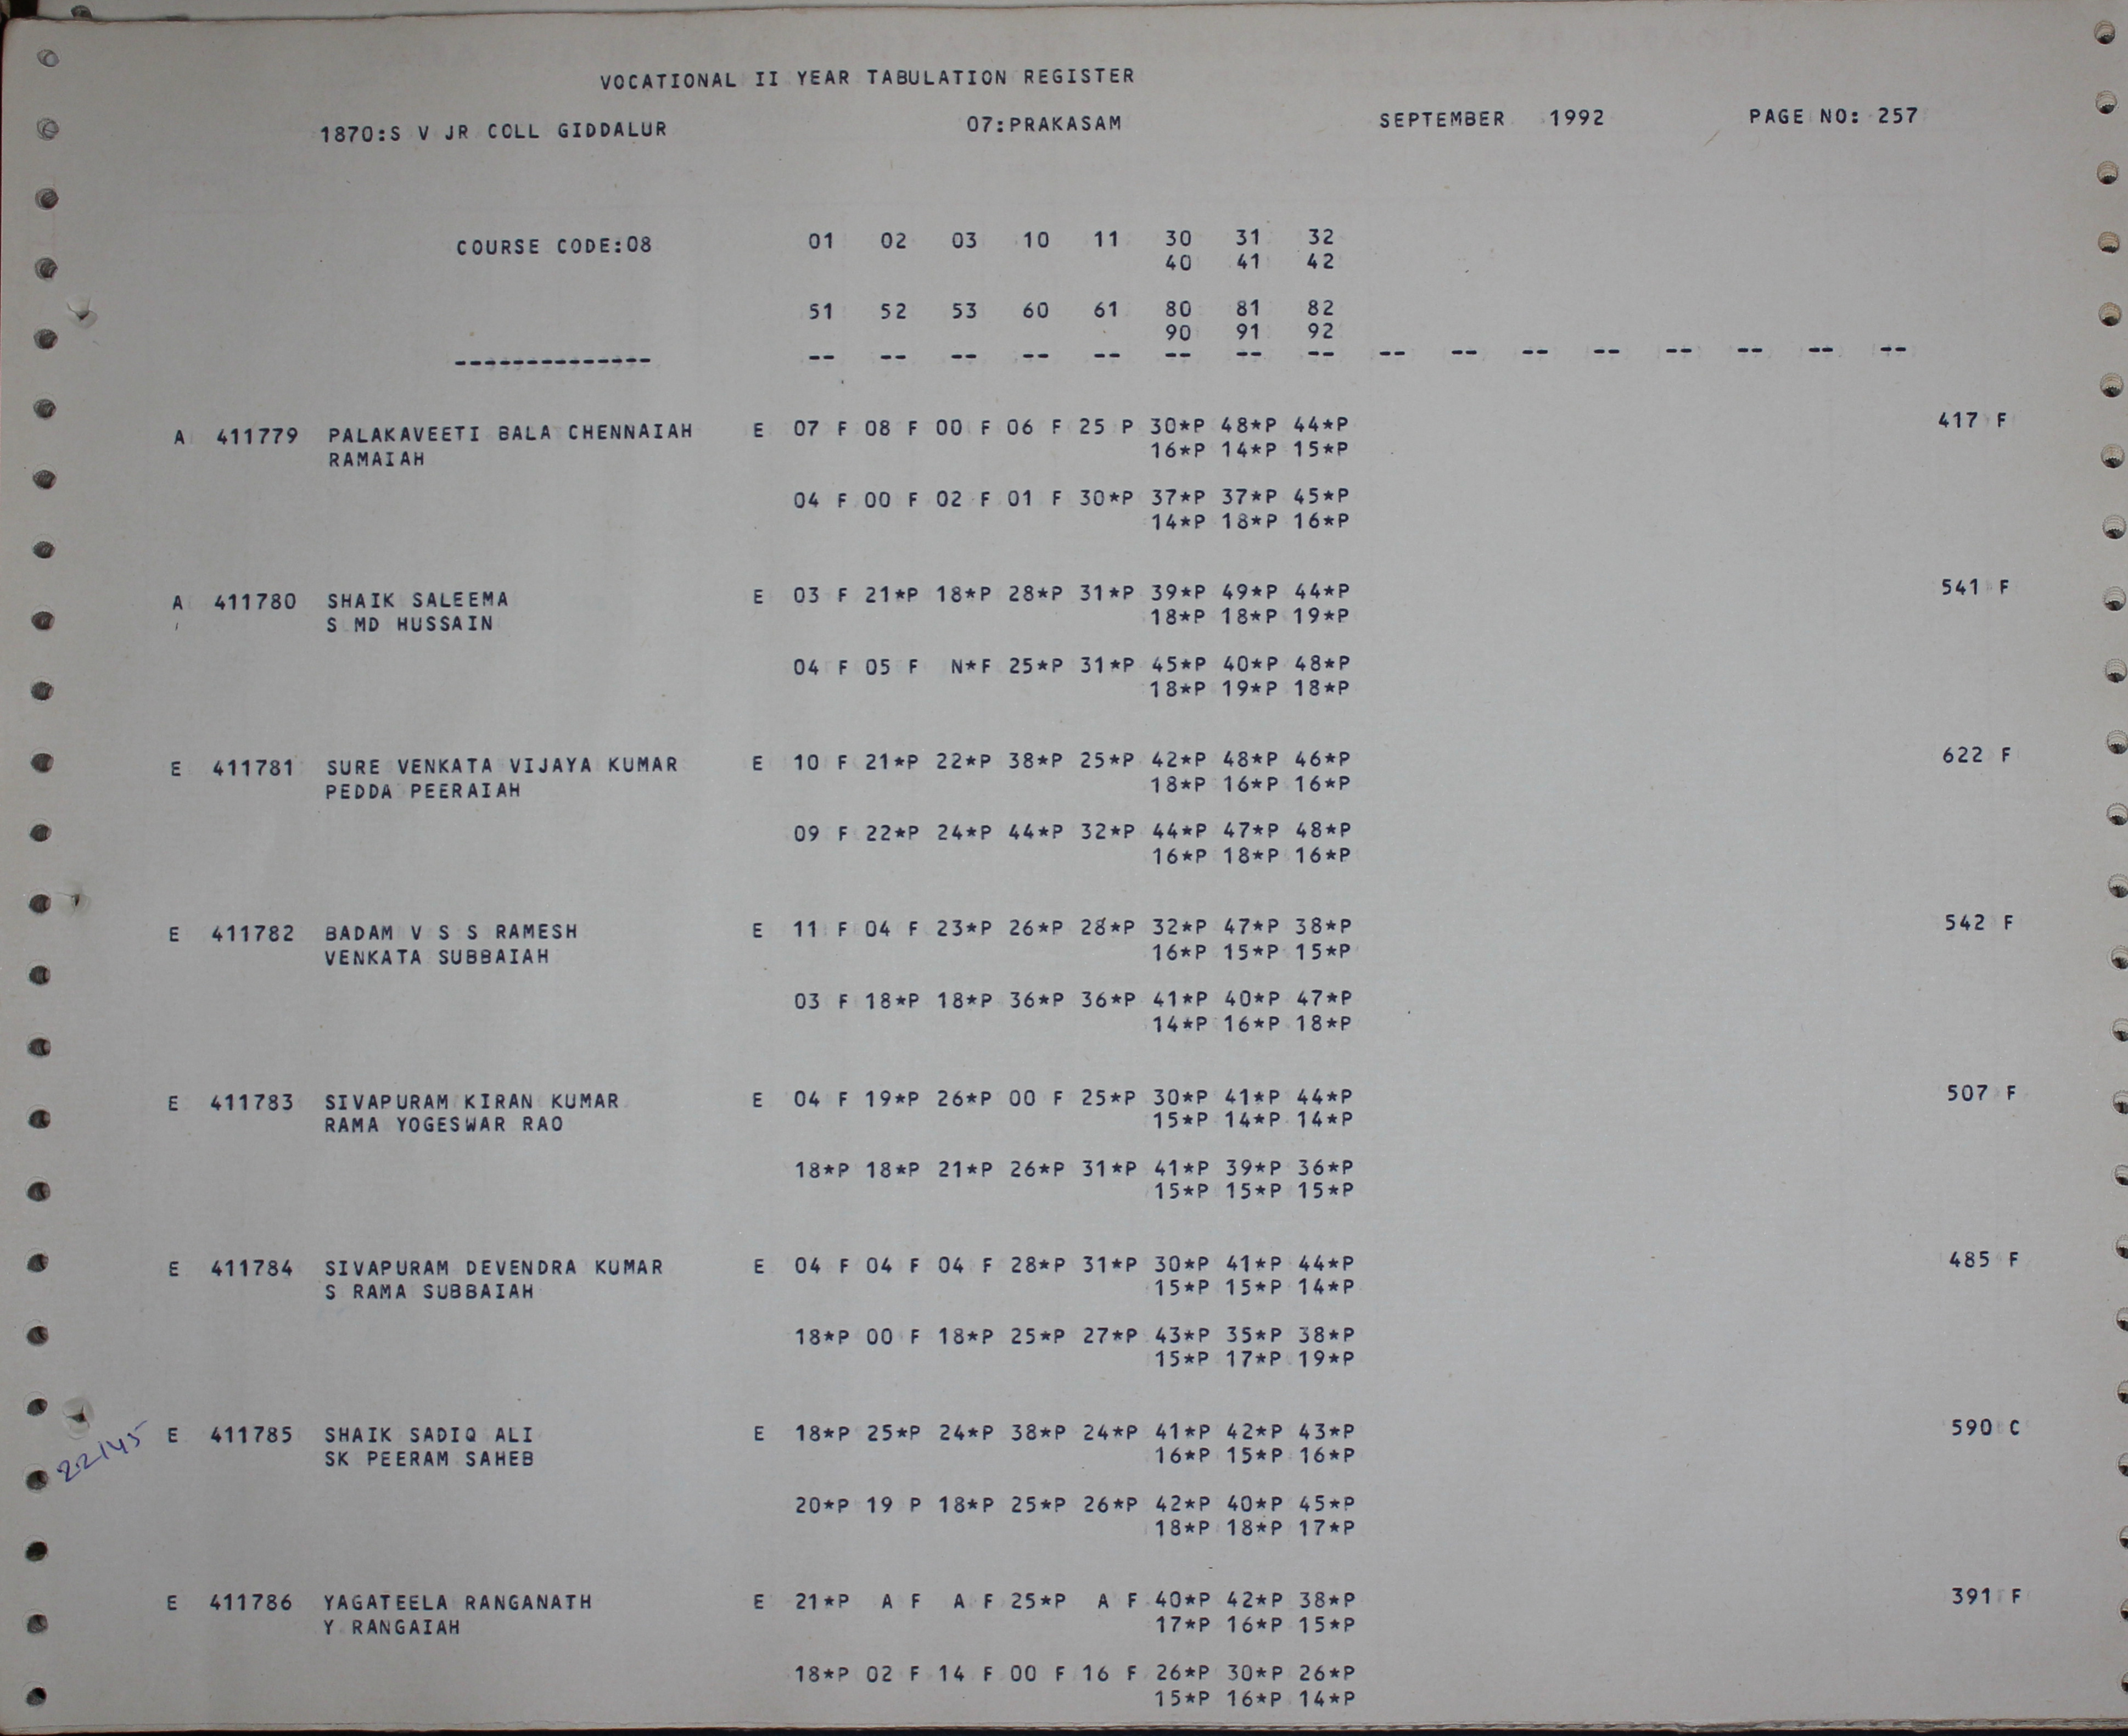 VOCATIONAL II YEAR TABULATION REGISTER
1870:S V JR COLL GIDDALUR 07:PRAKASAM SEPTEMBER 1992 PAGE NO: 257
COURSE CODE:08 01 02 03 10 11 30 31 32
40 41 42
51 52 53 60 61 80 81 82
90 91 92
-------------- -- -- -- -- -- -- -- -- -- -- -- -- -- -- -- --
A 411779 PALAKAVEETI BALA CHENNAIAH E 07 F 08 F 00 F 06 F 25 P 30*P 48*P 44*P 417 F
RAMAIAH 16*P 14*P 15*P
04 F 00 F 02 F 01 F 30*P 37*P 37*P 45*P
14*P 18*P 16*P
A 411780 SHAIK SALEEMA E 03 F 21*P 18*P 28*P 31*P 39*P 49*P 44*P 541 F
S MD HUSSAIN 18*P 18*P 19*P
04 F 05 F N*F 25*P 31*P 45*P 40*P 48*P
18*P 19*P 18*P
E 411781 SURE VENKATA VIJAYA KUMAR E 10 F 21*P 22*P 38*P 25*P 42*P 48*P 46*P 622 F
PEDDA PEERAIAH 18*P 16*P 16*P
09 F 22*P 24*P 44*P 32*P 44*P 47*P 48*P
16*P 18*P 16*P
E 411782 BADAM V S S RAMESH E 11 F 04 F 23*P 26*P 28*P 32*P 47*P 38*P 542 F
VENKATA SUBBAIAH 16*P 15*P 15*P
03 F 18*P 18*P 36*P 36*P 41*P 40*P 47*P
14*P 16*P 18*P
E 411783 SIVAPURAM KIRAN KUMAR E 04 F 19*P 26*P 00 F 25*P 30*P 41*P 44*P 507 F
RAMA YOGESWAR RAO 15*P 14*P 14*P
18*P 18*P 21*P 26*P 31*P 41*P 39*P 36*P
15*P 15*P 15*P
E 411784 SIVAPURAM DEVENDRA KUMAR E 04 F 04 F 04 F 28*P 31*P 30*P 41*P 44*P 485 F
S RAMA SUBBAIAH 15*P 15*P 14*P
18*P 00 F 18*P 25*P 27*P 43*P 35*P 38*P
15*P 17*P 19*P
22145 E 411785 SHAIK SADIQ ALI E 18*P 25*P 24*P 38*P 24*P 41*P 42*P 43*P 590 C
SK PEERAM SAHEB 16*P 15*P 16*P
20*P 19 P 18*P 25*P 26*P 42*P 40*P 45*P
18*P 18*P 17*P
E 411786 YAGATEELA RANGANATH E 21*P A F A F 25*P A F 40*P 42*P 38*P 391 F
Y RANGAIAH 17*P 16*P 15*P
18*P 02 F 14 F 00 F 16 F 26*P 30*P 26*P
15*P 16*P 14*P